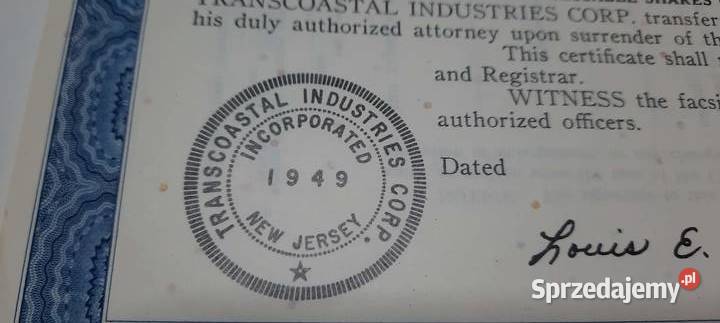 TRANSCOASTAL INDUSTRIES CORP. transfer
his duly authorized attorney upon surrender of th
This certificate shall
and Registrar.
WITNESS the facsi
authorized officers.
Dated
TRANSCOASTAL INDUSTRIES CORP.
INCORPORATED
1949
NEW JERSEY
Louis E.
Sprzedajemy.pl